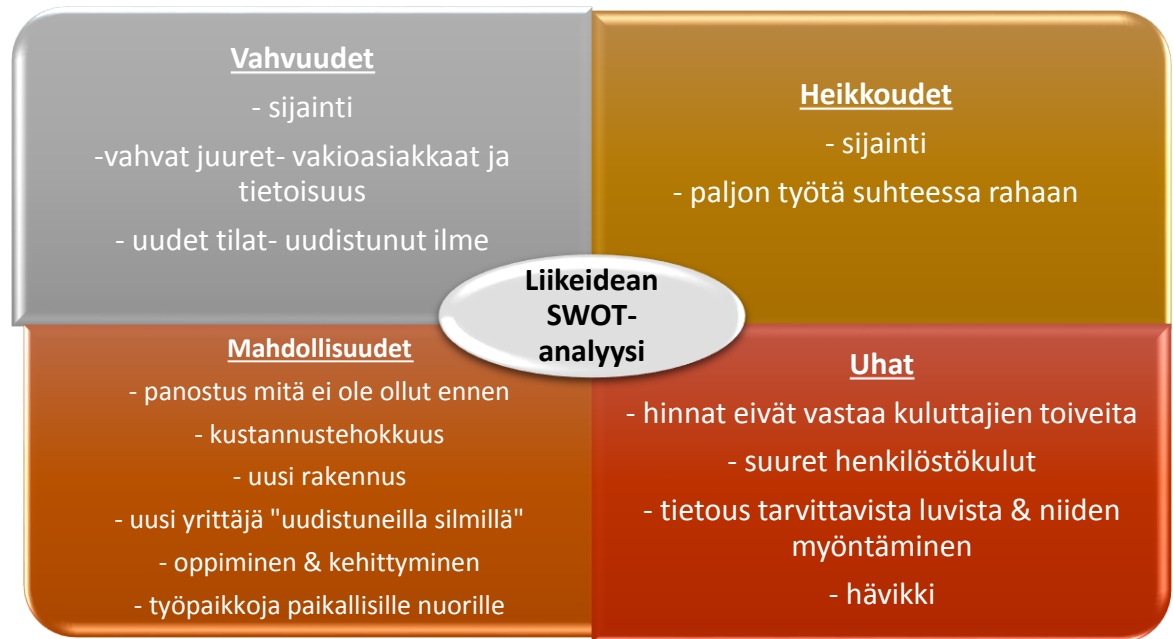 Vahvuudet
- sijainti
-vahvat juuret- vakioasiakkaat ja
tietoisuus
- uudet tilat- uudistunut ilme
Heikkoudet
- sijainti
- paljon työtä suhteessa rahaan
Liikeidean
SWOT-
analyysi
Mahdollisuudet
- panostus mitä ei ole ollut ennen
- kustannustehokkuus
- uusi rakennus
- uusi yrittäjä "uudistuneilla silmillä"
- oppiminen & kehittyminen
- työpaikkoja paikallisille nuorille
Uhat
- hinnat eivät vastaa kuluttajien toiveita
- suuret henkilöstökulut
- tietous tarvittavista luvista & niiden
myöntäminen
- hävikki